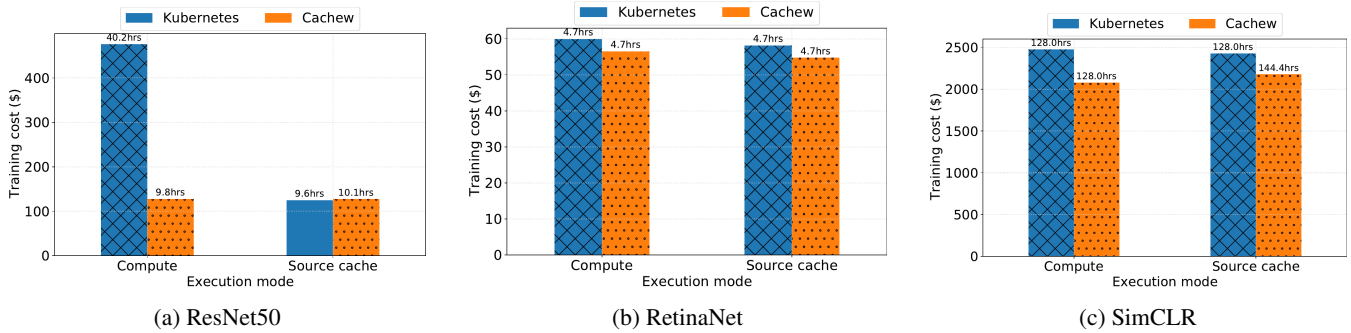 Kubernetes Cachew
Training cost ($)
400
300
200
100
0
40.2hrs
9.8hrs
9.6hrs
10.1hrs
Compute
Source cache
Execution mode
(a) ResNet50
Kubernetes Cachew
Training cost ($)
60
50
40
30
20
10
0
4.7hrs
4.7hrs
4.7hrs
4.7hrs
Compute
Source cache
Execution mode
(b) RetinaNet
Kubernetes Cachew
Training cost ($)
2500
2000
1500
1000
500
0
128.0hrs
128.0hrs
128.0hrs
144.4hrs
Compute
Source cache
Execution mode
(c) SimCLR